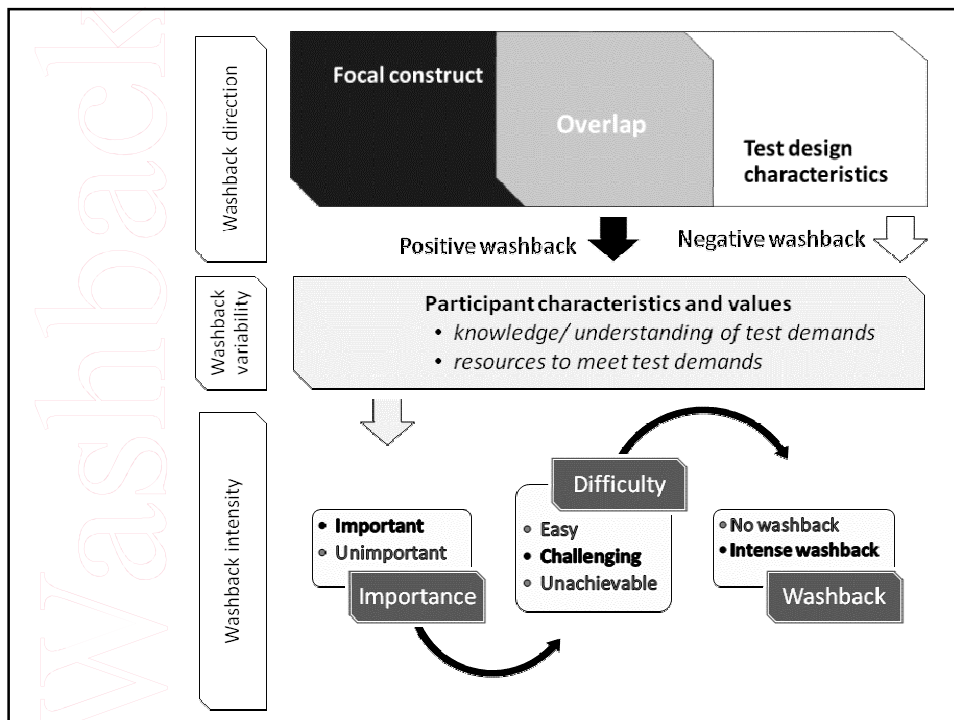 Washback
Washback direction
Focal construct
Overlap
Test design
characteristics
Positive washback
Negative washback
Washback
variability
Participant characteristics and values
• knowledge/ understanding of test demands
• resources to meet test demands
Washback intensity
• Important
• Unimportant
Importance
Difficulty
• Easy
• Challenging
• Unachievable
• No washback
• Intense washback
Washback